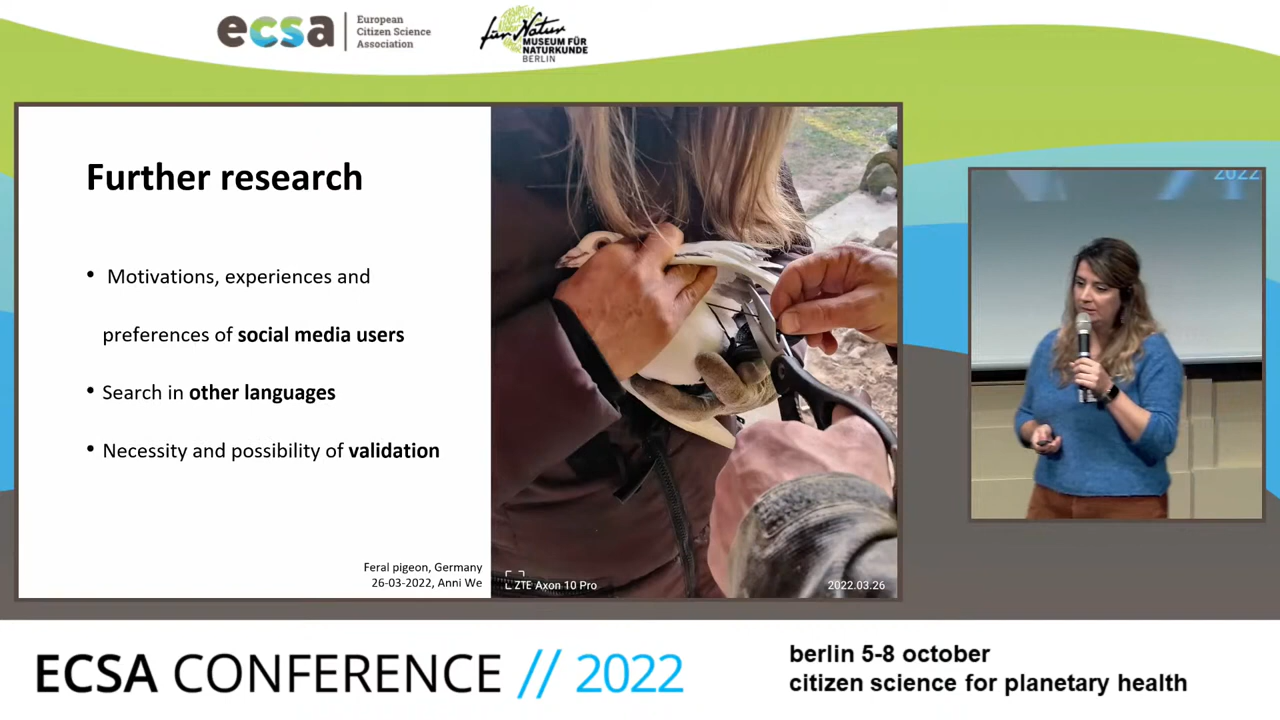 ecsa
European
Citizen Science
Association
für Natur
MUSEUM FÜR
NATURKUNDE
BERLIN
2022
Further research
• Motivations, experiences and
preferences of social media users
• Search in other languages
• Necessity and possibility of validation
Feral pigeon, Germany
26-03-2022, Anni We
ZTE Axon 10 Pro
2022.03.26
ECSA CONFERENCE // 2022
berlin 5-8 october
citizen science for planetary health